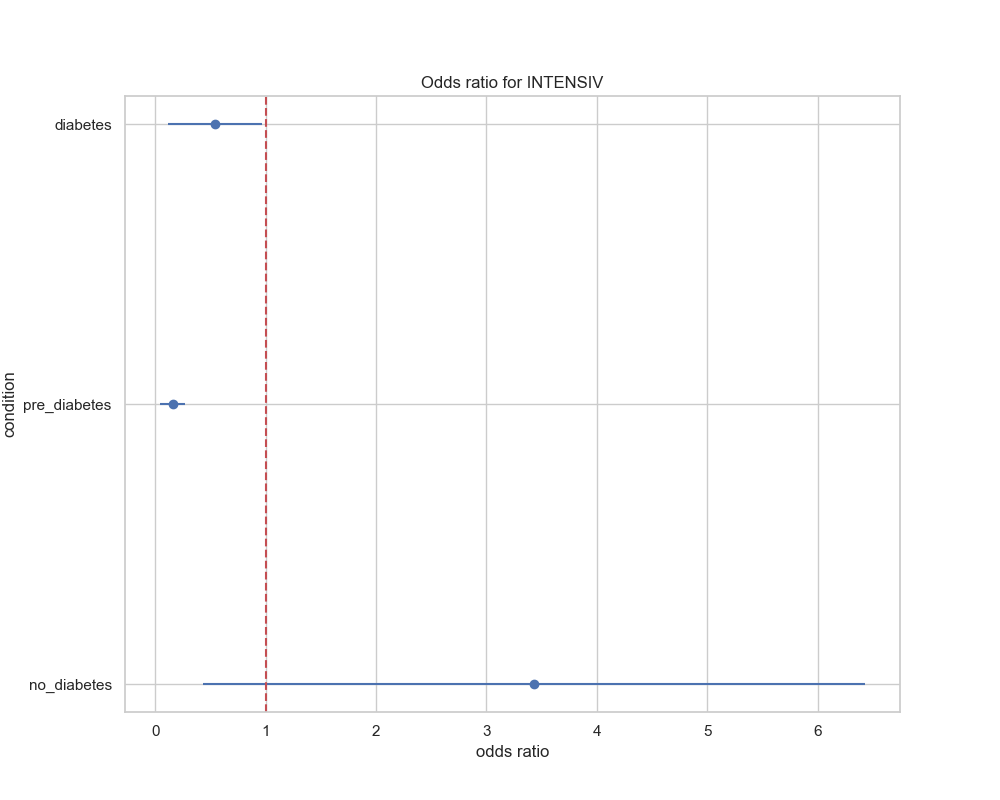 Odds ratio for INTENSIV
diabetes
pre_diabetes
no_diabetes
condition
0 1 2 3 4 5 6
odds ratio